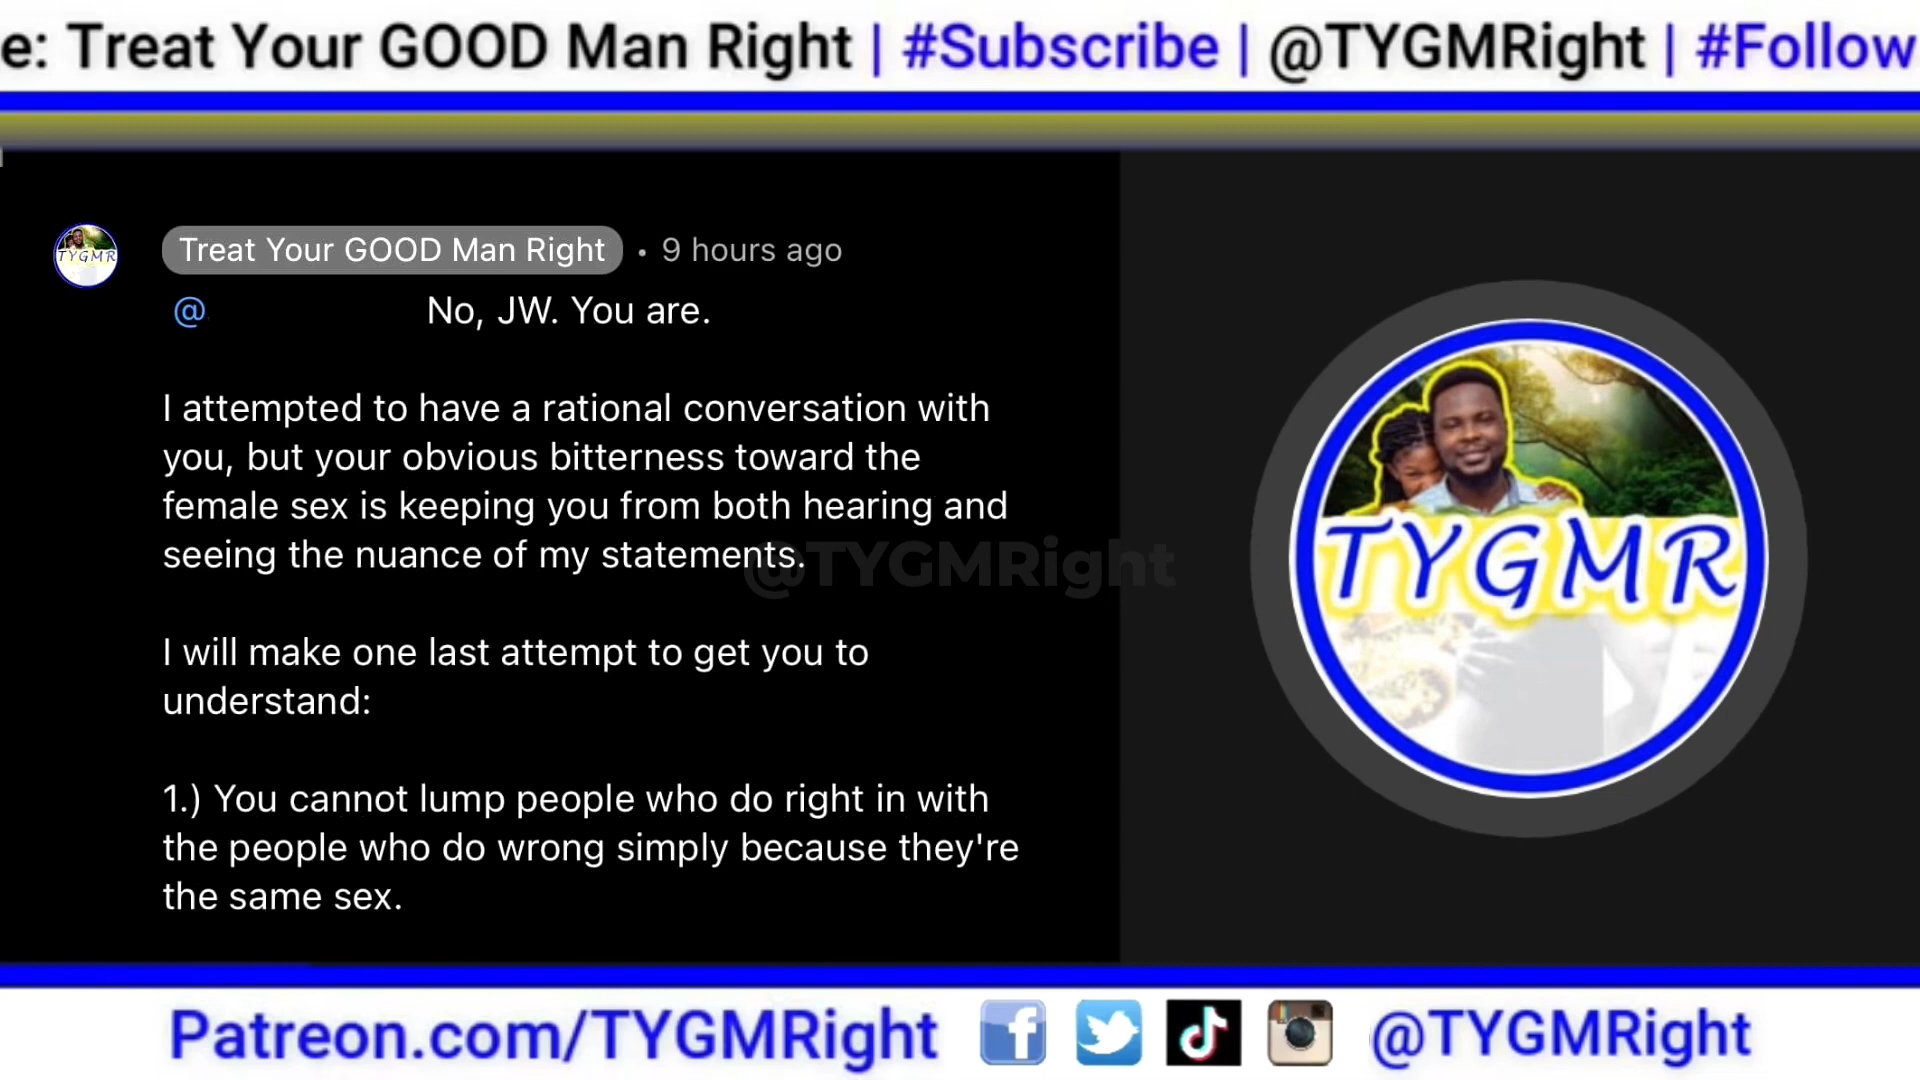 e: Treat Your GOOD Man Right | #Subscribe | @TYGMRight | #Follow
TYGMR
Treat Your GOOD Man Right • 9 hours ago
@ No, JW. You are.
I attempted to have a rational conversation with
you, but your obvious bitterness toward the
female sex is keeping you from both hearing and
seeing the nuance of my statements.
@TYGMRight
I will make one last attempt to get you to
understand:
1.) You cannot lump people who do right in with
the people who do wrong simply because they're
the same sex.
TYGMR
Patreon.com/TYGMRight f @TYGMRight